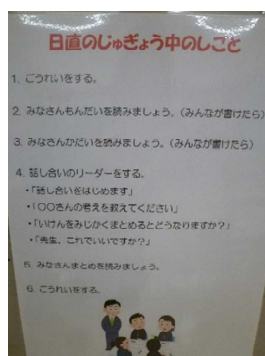 日直のじゅぎょう中のしごと
1. ごうれいをする。
2. みなさんもんだいを読みましょう。(みんなが書けたら)
3. みなさんかだいを読みましょう。(みんなが書けたら)
4. 話し合いのリーダーをする。
・「話し合いをはじめます」
・「〇〇さんの考えを教えてください」
・「いけんをみじかくまとめるとどうなりますか?」
・「先生、これでいいですか?」
5. みなさんまとめを読みましょう。
6. ごうれいをする。